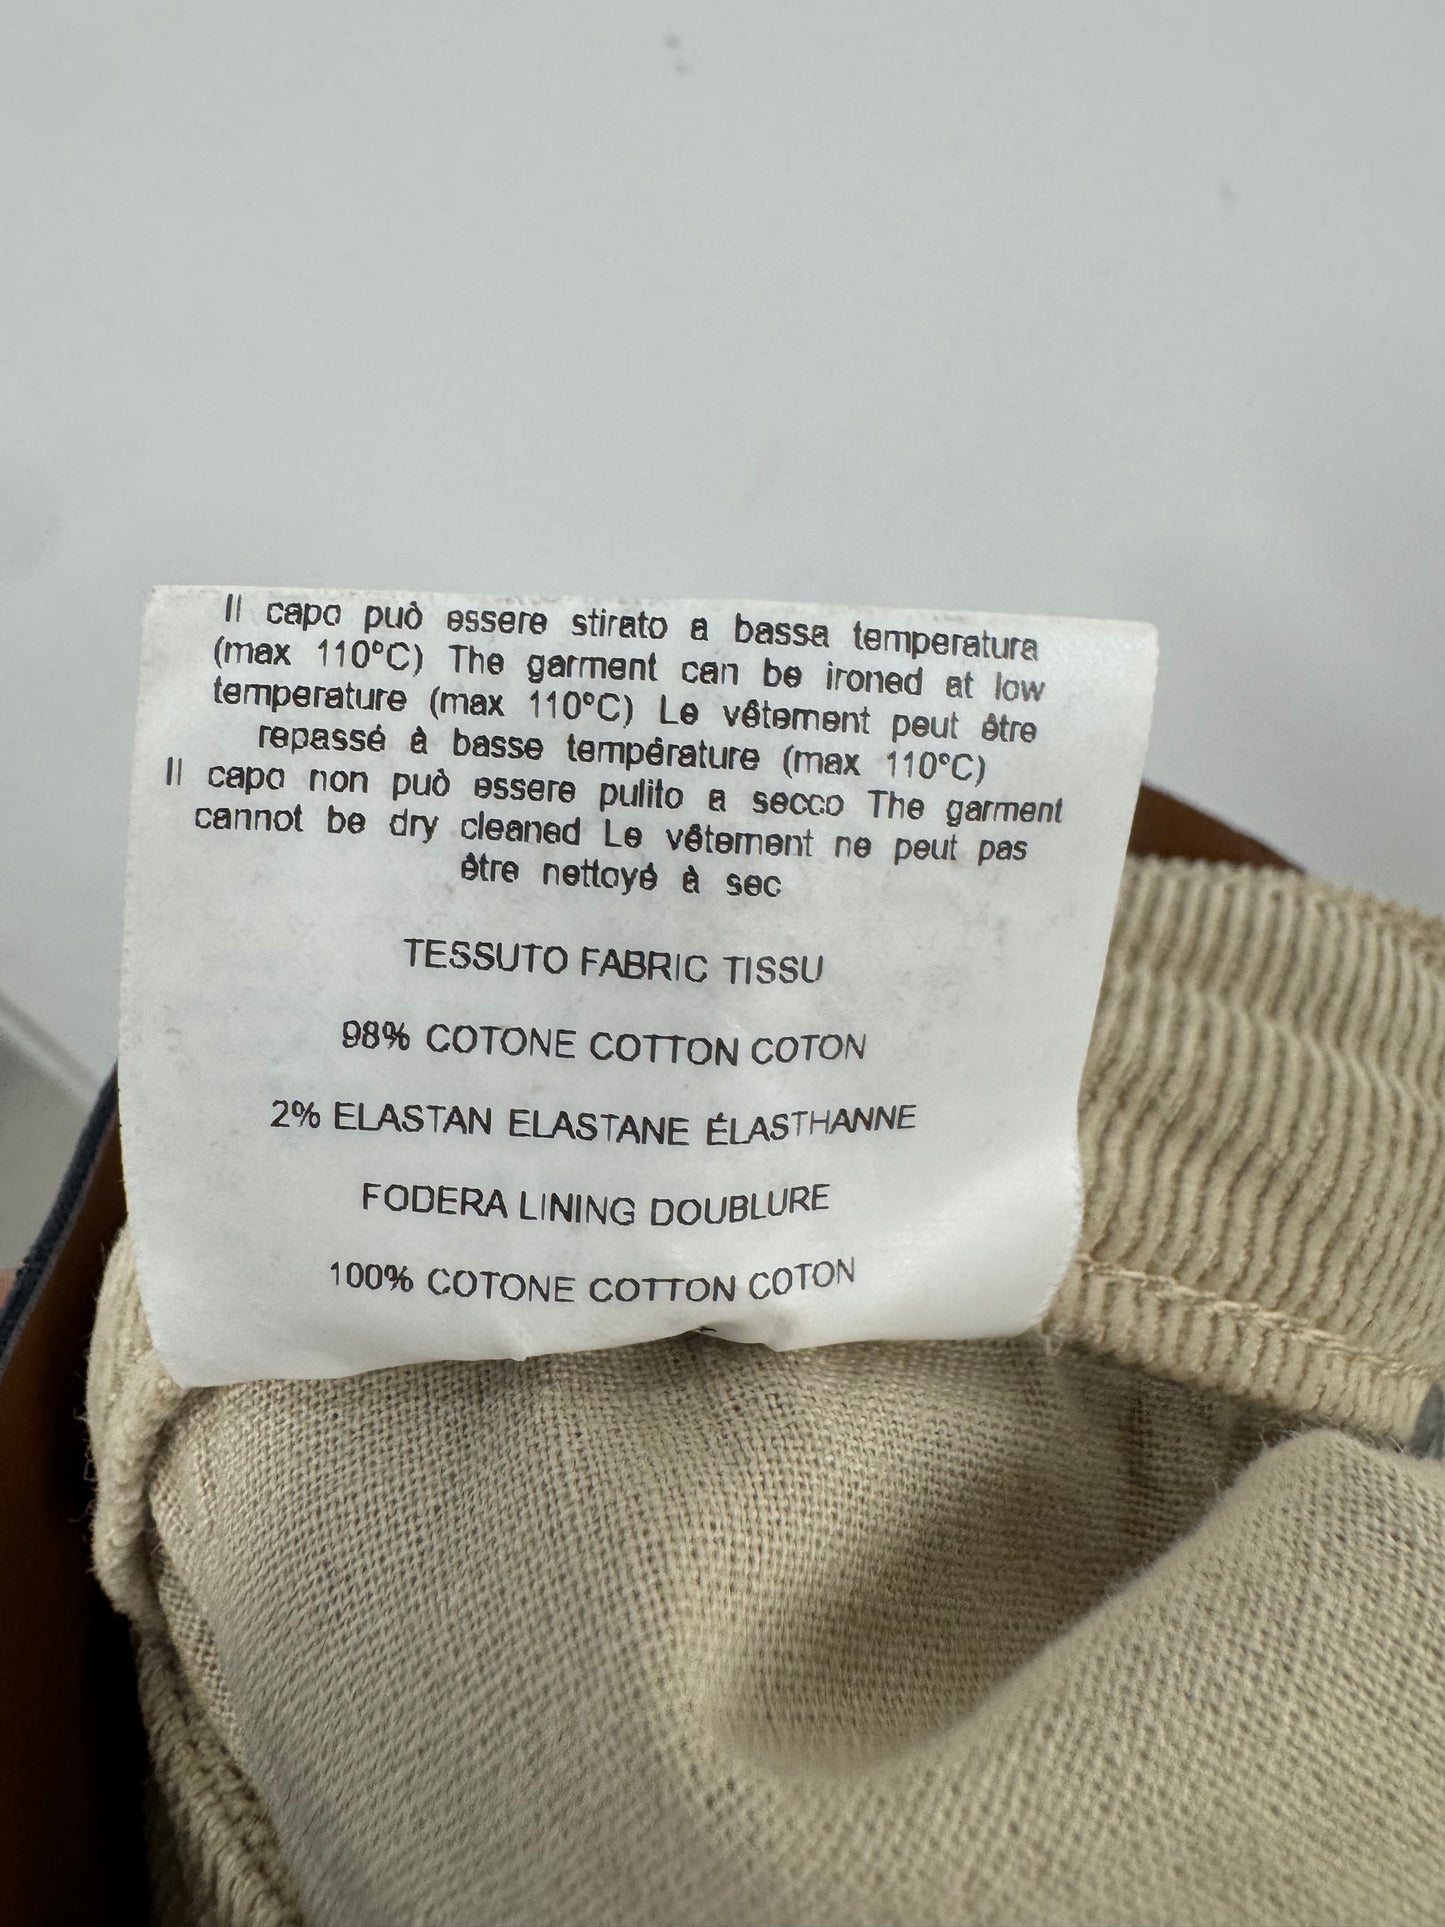 Il capo può essere stirato a bassa temperatura
(max 110°C) The garment can be ironed at low
temperature (max 110°C) Le vêtement peut être
repassé à basse température (max 110°C)
Il capo non può essere pulito a secco The garment
cannot be dry cleaned Le vêtement ne peut pas
être nettoyé à sec
TESSUTO FABRIC TISSU
98% COTONE COTTON COTON
2% ELASTAN ELASTANE ÉLASTHANNE
FODERA LINING DOUBLURE
100% COTONE COTTON COTON